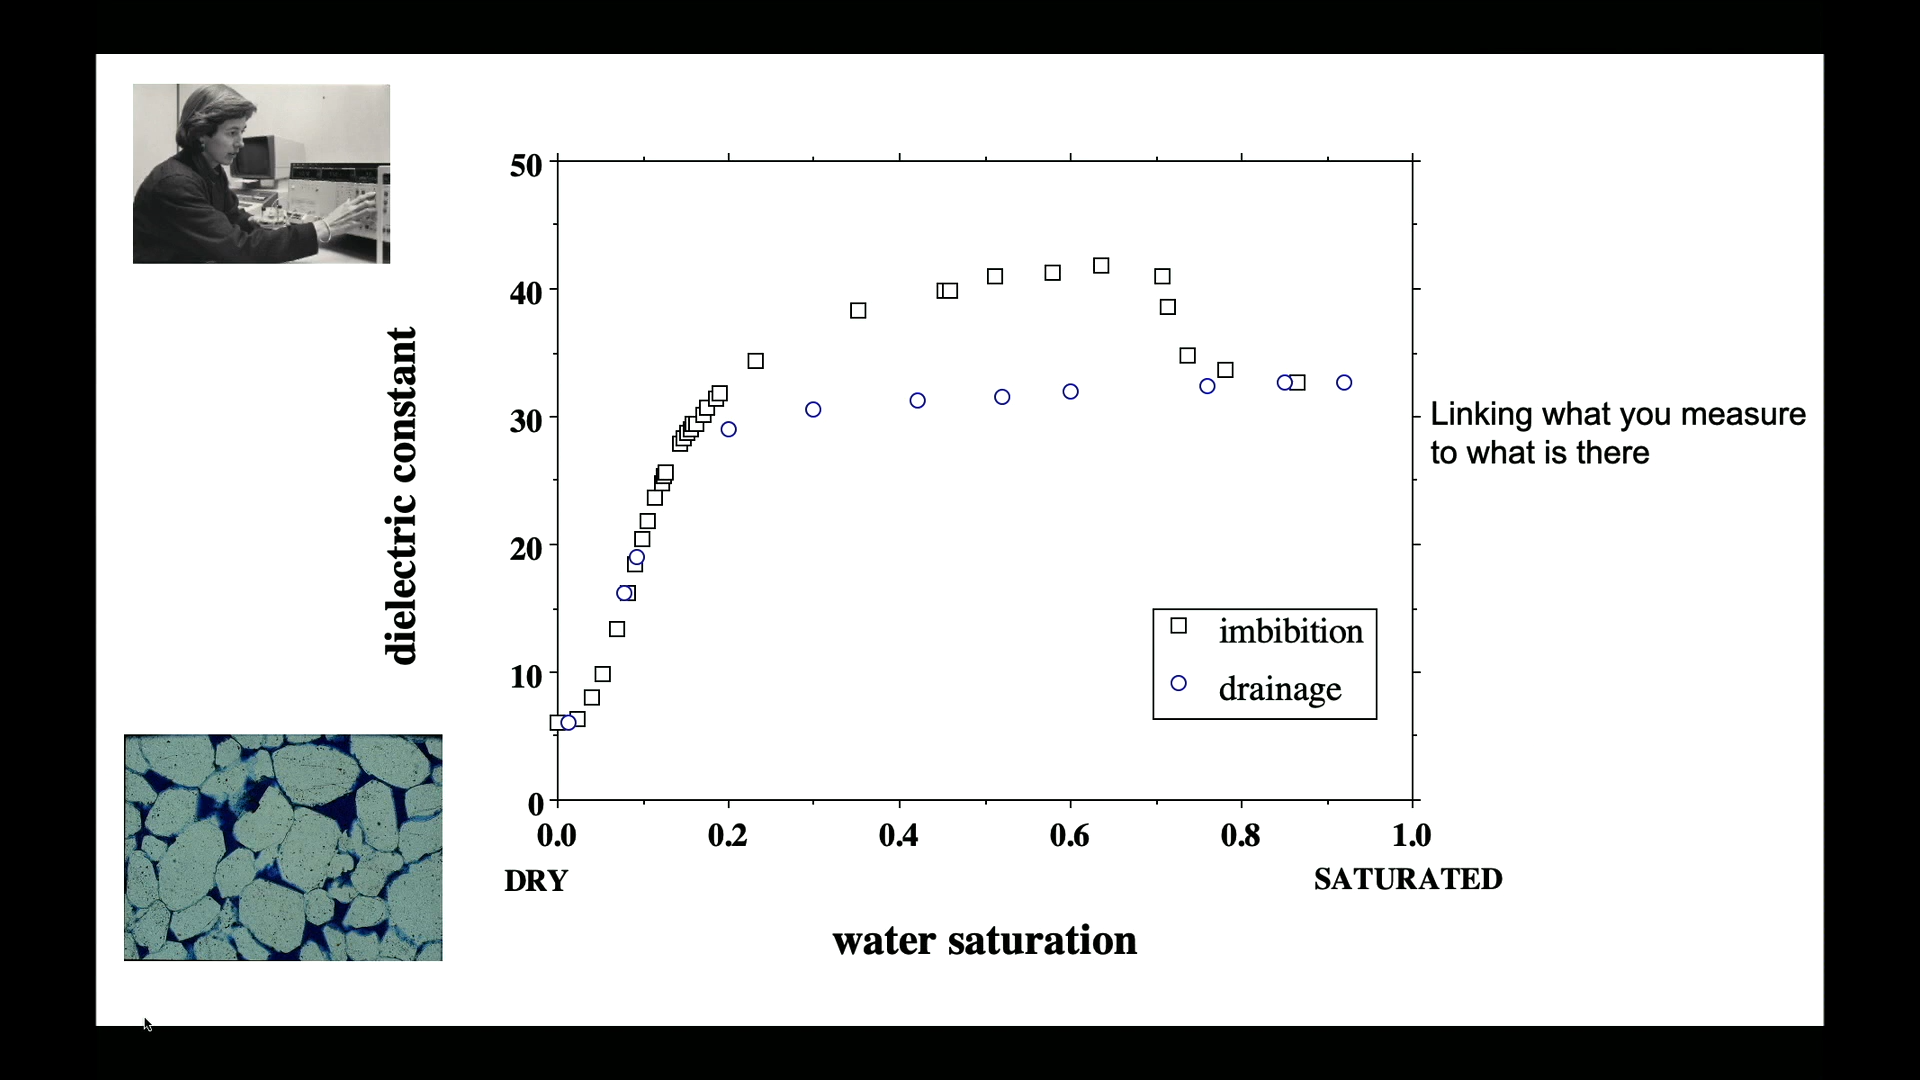 50
40
30
20
10
0
dielectric constant
0.0 0.2 0.4 0.6 0.8 1.0
DRY SATURATED
water saturation
imbibition
drainage
Linking what you measure
to what is there